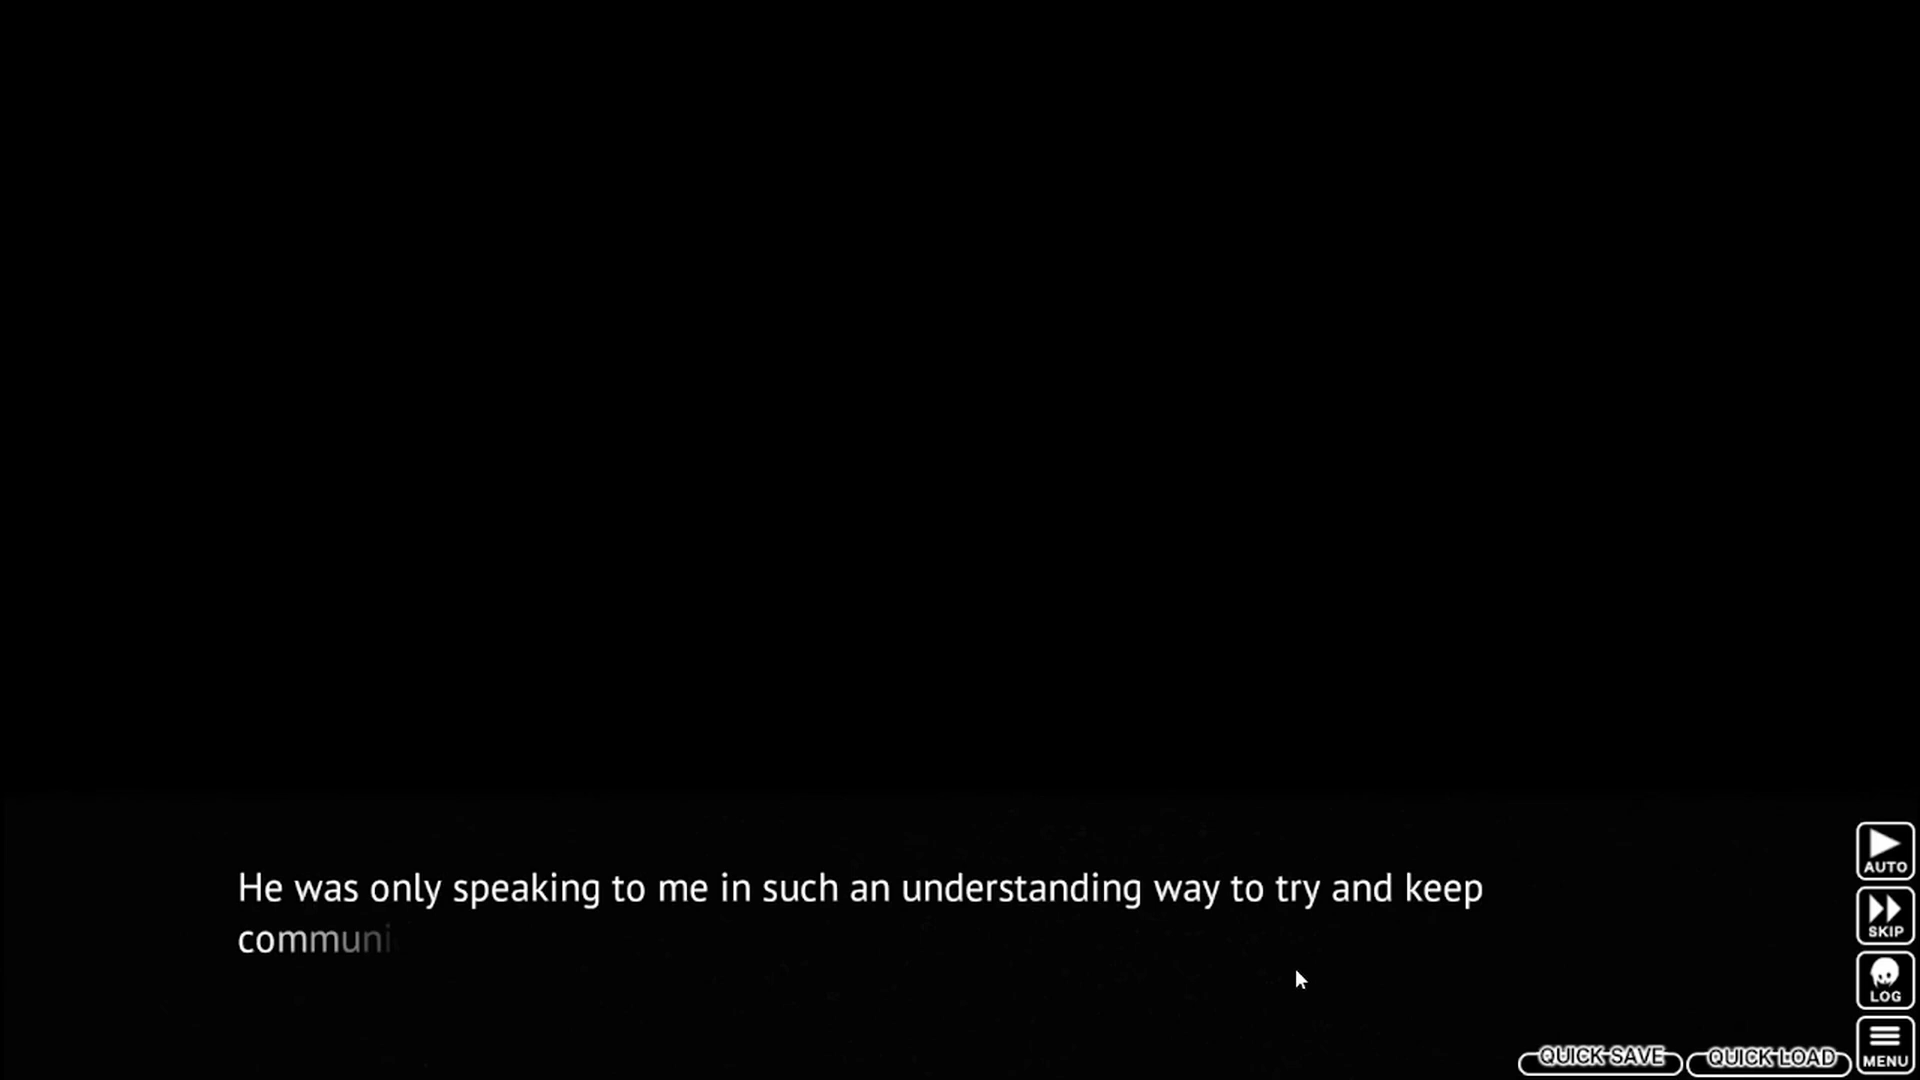 He was only speaking to me in such an understanding way to try and keep
communi
AUTO
SKIP
LOG
QUICK SAVE
QUICK LOAD
MENU